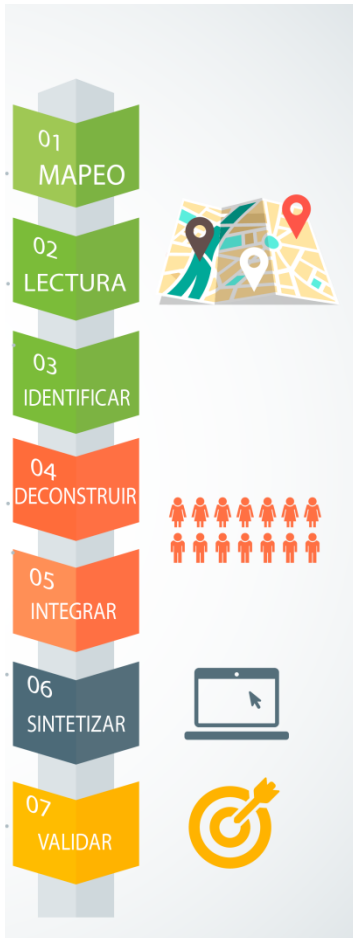 01
MAPEO
02
LECTURA
03
IDENTIFICAR
04
DECONSTRUIR
05
INTEGRAR
06
SINTETIZAR
07
VALIDAR